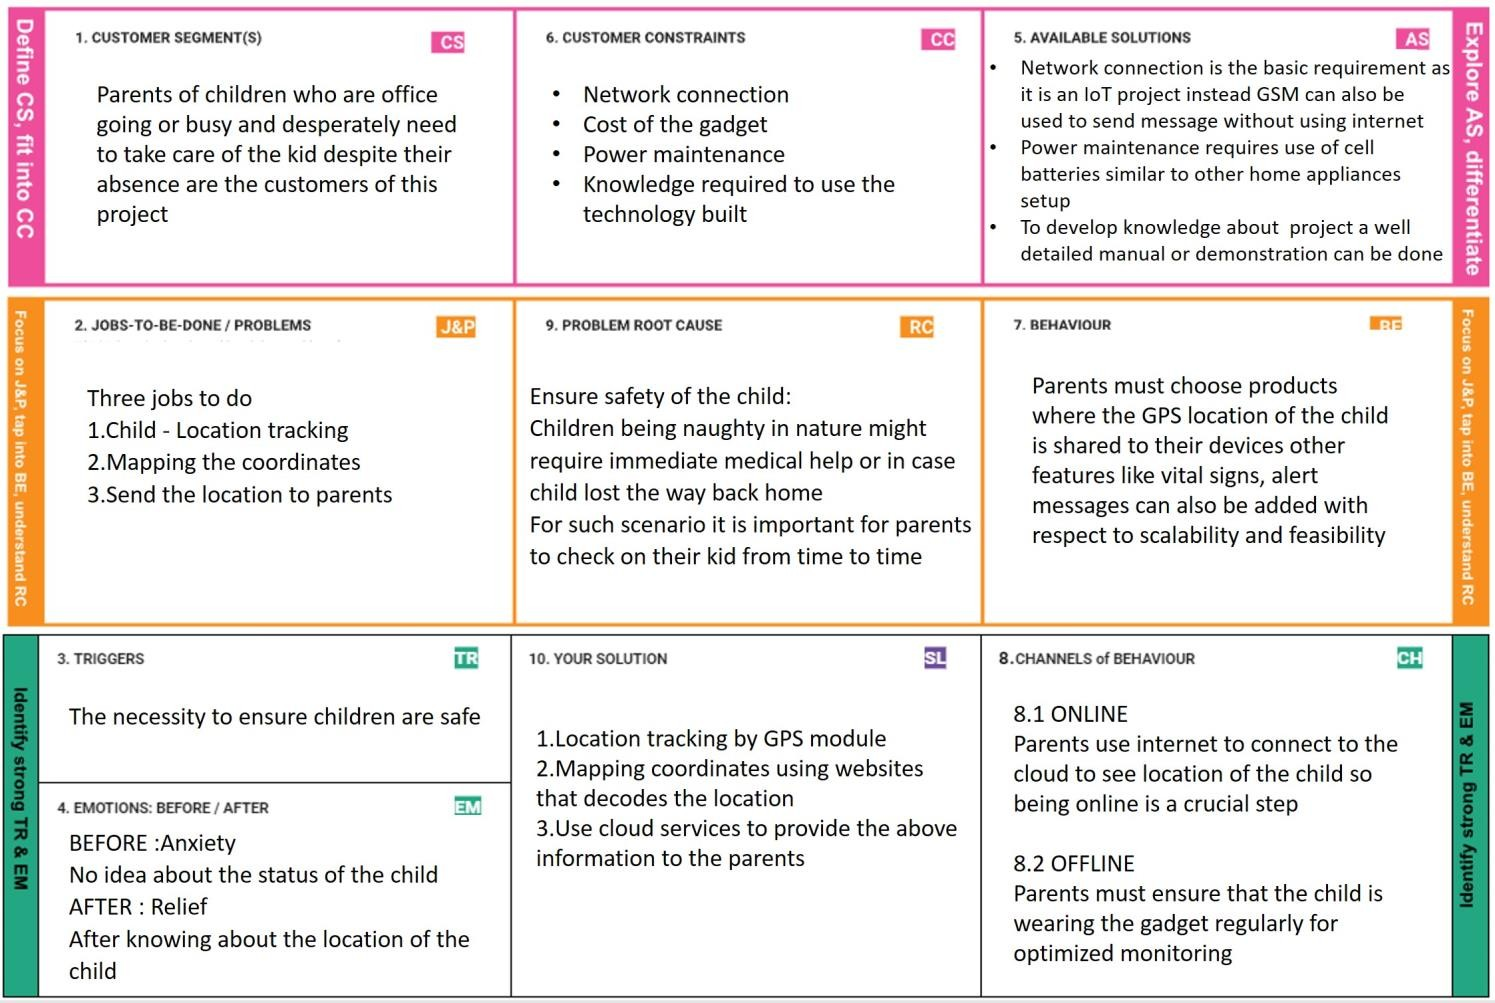 Define CS, fit into CC
1. CUSTOMER SEGMENT(S)
CS
Parents of children who are office
going or busy and desperately need
to take care of the kid despite their
absence are the customers of this
project
6. CUSTOMER CONSTRAINTS
CC
• Network connection
• Cost of the gadget
• Power maintenance
• Knowledge required to use the
technology built
5. AVAILABLE SOLUTIONS
AS
• Network connection is the basic requirement as
it is an IoT project instead GSM can also be
used to send message without using internet
• Power maintenance requires use of cell
batteries similar to other home appliances
setup
• To develop knowledge about  project a well
detailed manual or demonstration can be done
Explore AS, differentiate
Focus on J&P, tap into BE, understand RC
2. JOBS-TO-BE-DONE / PROBLEMS
J&P
Three jobs to do
1.Child - Location tracking
2.Mapping the coordinates
3.Send the location to parents
9. PROBLEM ROOT CAUSE
RC
Ensure safety of the child:
Children being naughty in nature might
require immediate medical help or in case
child lost the way back home
For such scenario it is important for parents
to check on their kid from time to time
7. BEHAVIOUR
BE
Parents must choose products
where the GPS location of the child
is shared to their devices other
features like vital signs, alert
messages can also be added with
respect to scalability and feasibility
Focus on J&P, tap into BE, understand RC
Identify strong TR & EM
3. TRIGGERS
TR
The necessity to ensure children are safe
4. EMOTIONS: BEFORE / AFTER
EM
BEFORE :Anxiety
No idea about the status of the child
AFTER : Relief
After knowing about the location of the
child
10. YOUR SOLUTION
SL
1.Location tracking by GPS module
2.Mapping coordinates using websites
that decodes the location
3.Use cloud services to provide the above
information to the parents
8.CHANNELS of BEHAVIOUR
CH
8.1 ONLINE
Parents use internet to connect to the
cloud to see location of the child so
being online is a crucial step
8.2 OFFLINE
Parents must ensure that the child is
wearing the gadget regularly for
optimized monitoring
Identify strong TR & EM